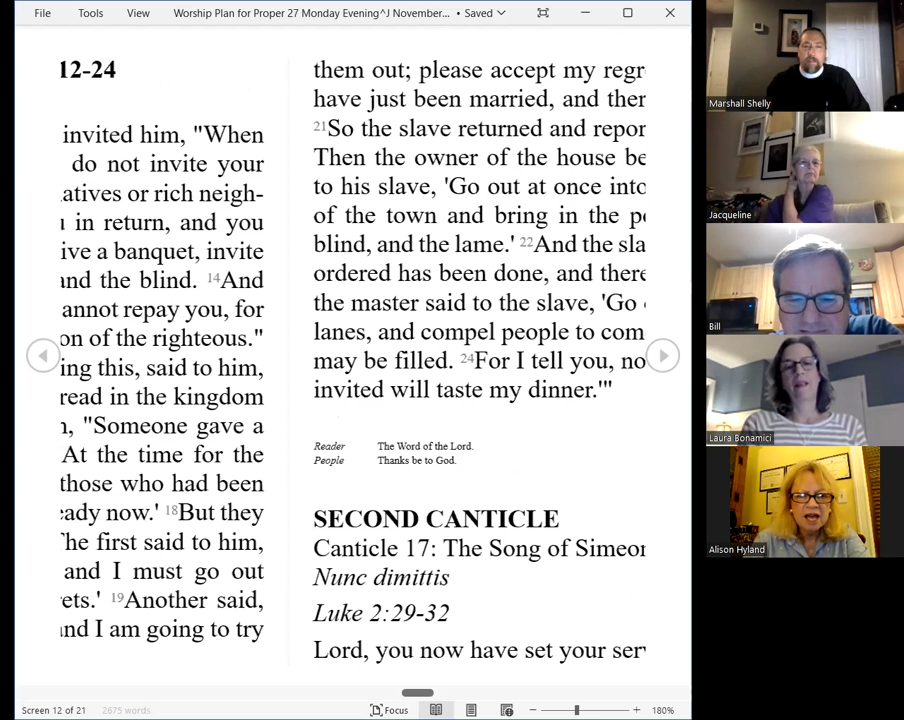 File Tools View Worship Plan for Proper 27 Monday Evening^J November... • Saved
12-24
invited him, "When
do not invite your
atives or rich neigh-
in return, and you
ive a banquet, invite
and the blind. 14And
annot repay you, for
on of the righteous."
ing this, said to him,
read in the kingdom
"Someone gave a
At the time for the
those who had been
eady now.' 18But they
The first said to him,
and I must go out
ets.' 19Another said,
and I am going to try
them out; please accept my regr
have just been married, and ther
21So the slave returned and repor
Then the owner of the house be
to his slave, 'Go out at once into
of the town and bring in the po
blind, and the lame.' 22And the sla
ordered has been done, and there
the master said to the slave, 'Go
lanes, and compel people to com
may be filled. 24For I tell you, no
invited will taste my dinner.'"
Reader The Word of the Lord.
People Thanks be to God.
SECOND CANTICLE
Canticle 17: The Song of Simeon
Nunc dimittis
Luke 2:29-32
Lord, you now have set your ser
Screen 12 of 21 2675 words Focus 180%
Marshall Shelly
Jacqueline
Bill
Laura Bonamici
Alison Hyland